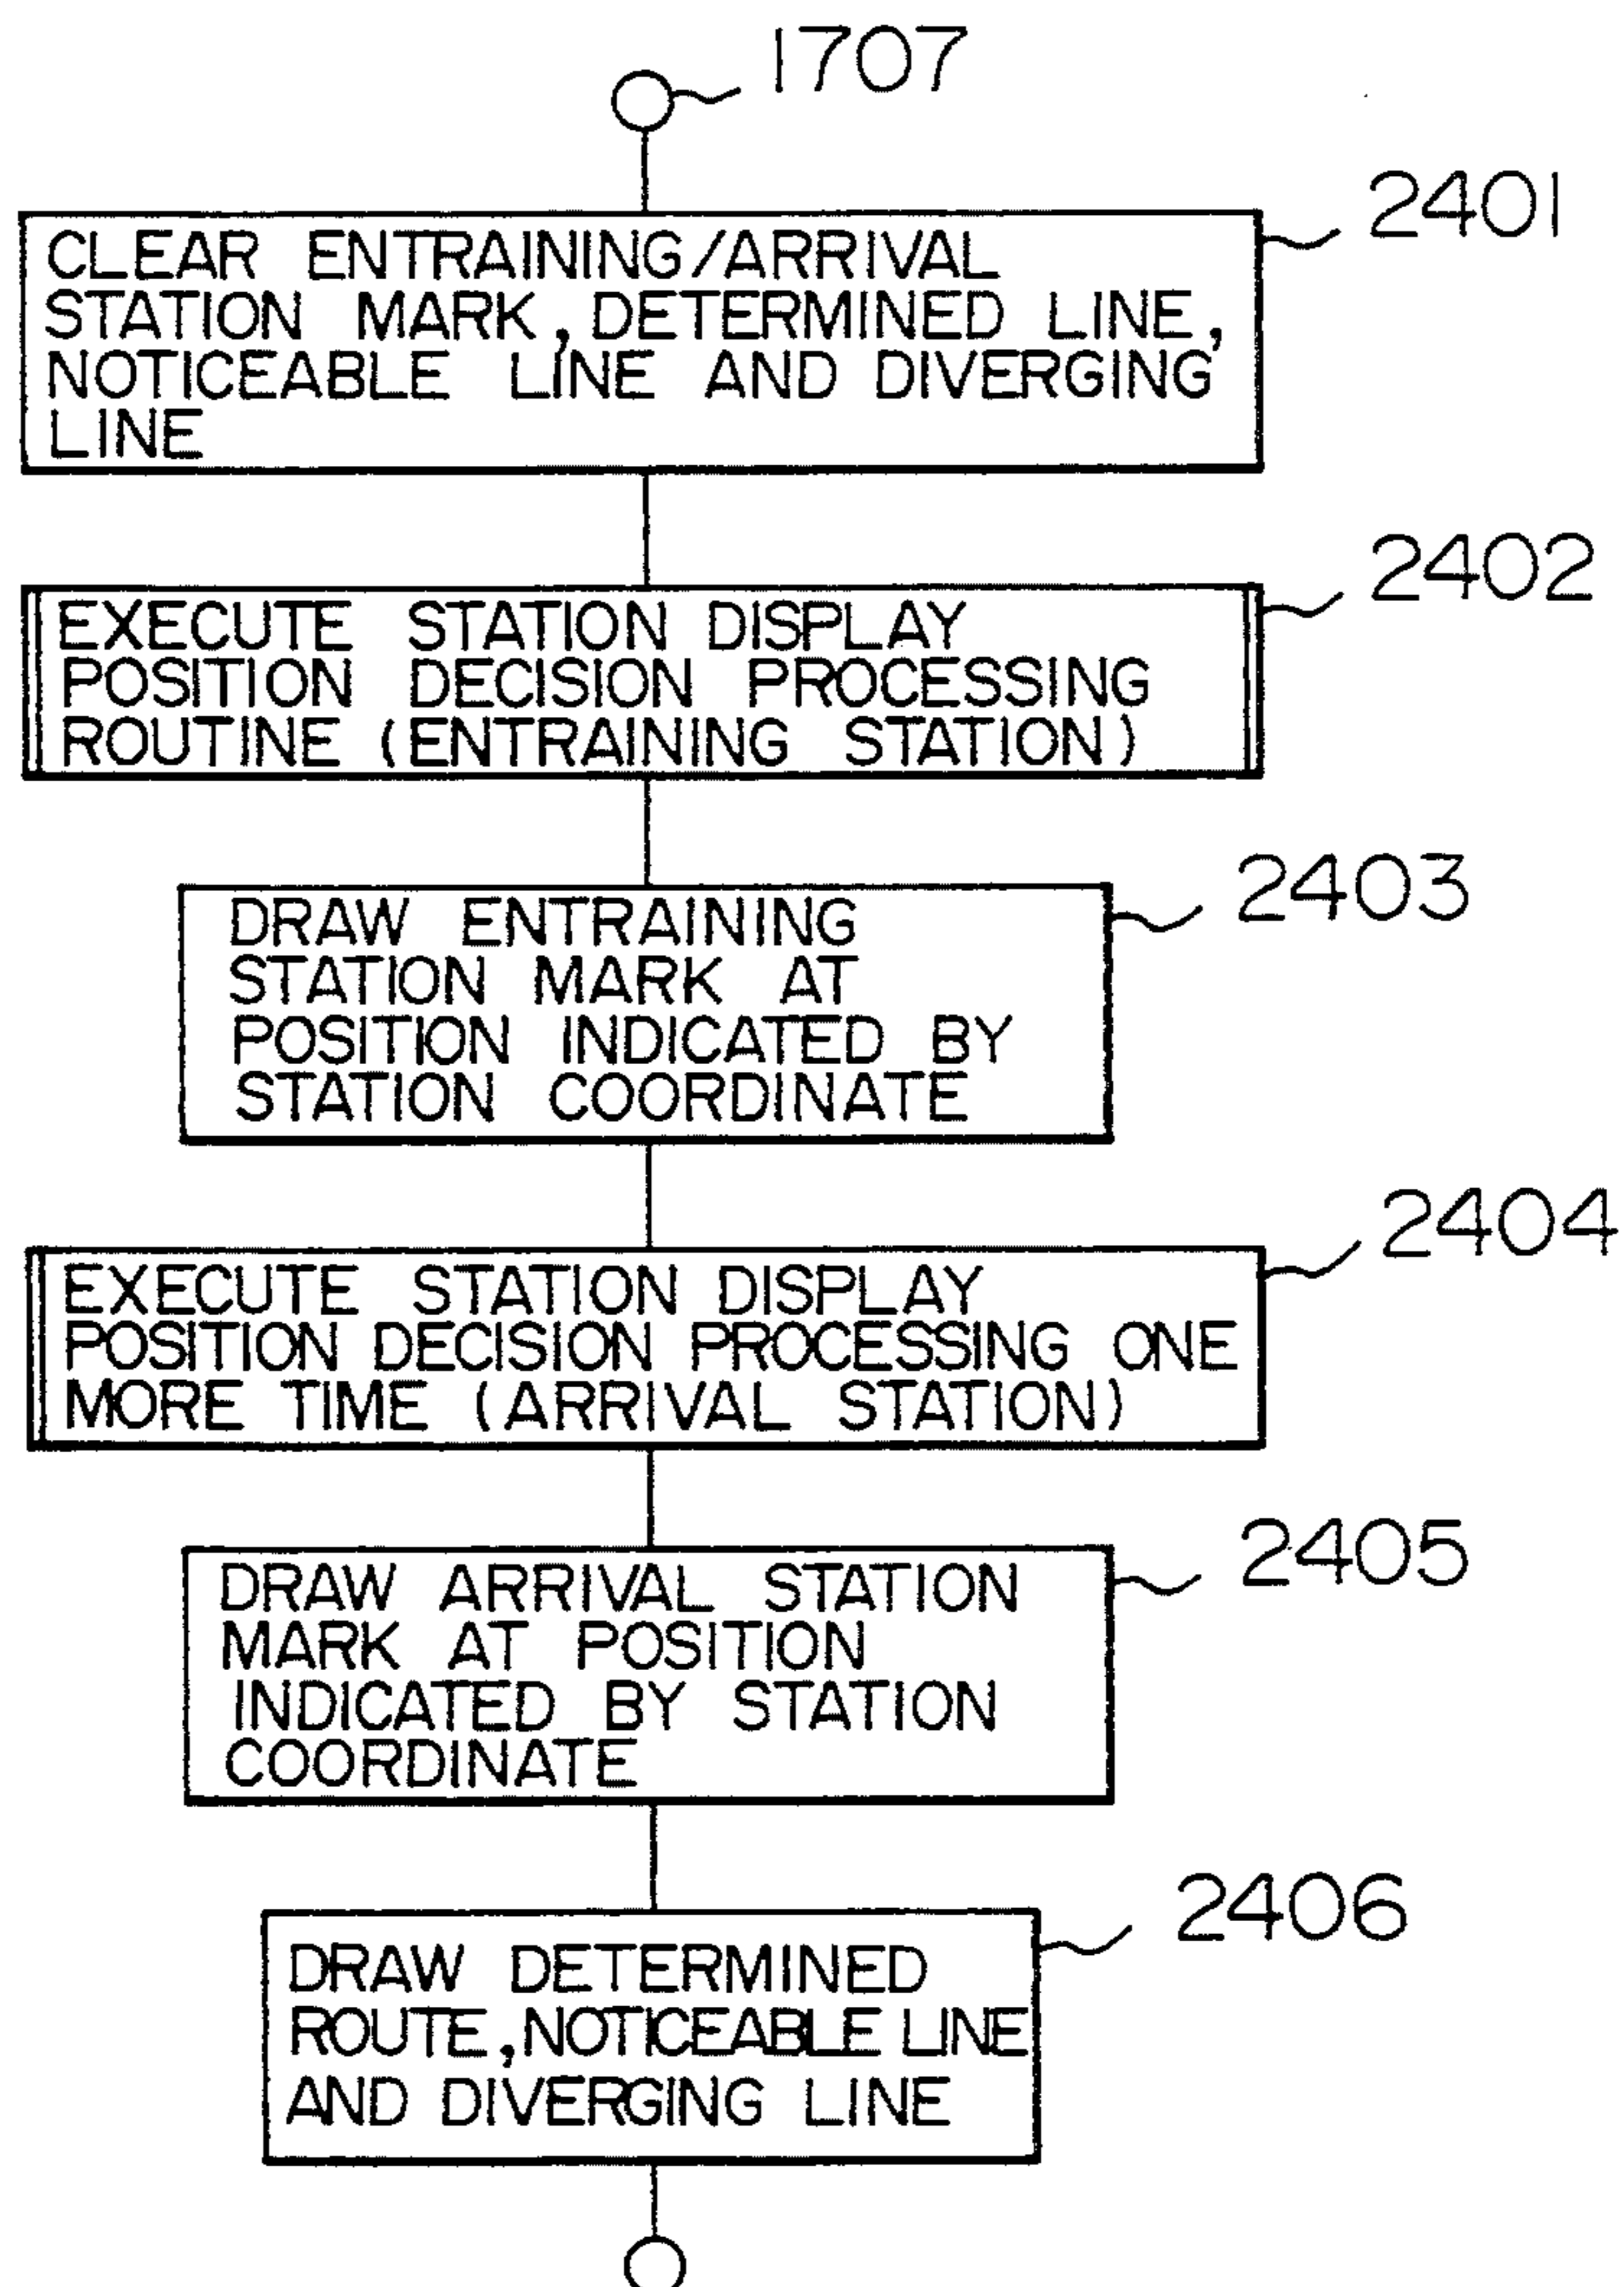 1707
2401
CLEAR ENTRAINING/ARRIVAL
STATION MARK, DETERMINED LINE,
NOTICEABLE LINE AND DIVERGING
LINE
2402
EXECUTE STATION DISPLAY
POSITION DECISION PROCESSING
ROUTINE (ENTRAINING STATION)
2403
DRAW ENTRAINING
STATION MARK AT
POSITION INDICATED BY
STATION COORDINATE
2404
EXECUTE STATION DISPLAY
POSITION DECISION PROCESSING ONE
MORE TIME (ARRIVAL STATION)
2405
DRAW ARRIVAL STATION
MARK AT POSITION
INDICATED BY STATION
COORDINATE
2406
DRAW DETERMINED
ROUTE, NOTICEABLE LINE
AND DIVERGING LINE